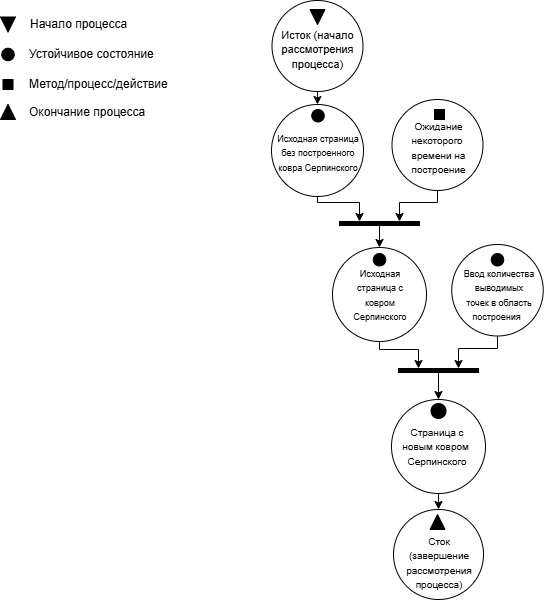 Начало процесса
Устойчивое состояние
Метод/процесс/действие
Окончание процесса
Исток (начало
рассмотрения
процесса)
Исходная страница
без построенного
ковра Серпинского
Ожидание
некоторого
времени на
построение
Исходная
страница с
ковром
Серпинского
Ввод количества
выводимых
точек в область
построения
Страница с
новым ковром
Серпинского
Сток
(завершение
рассмотрения
процесса)